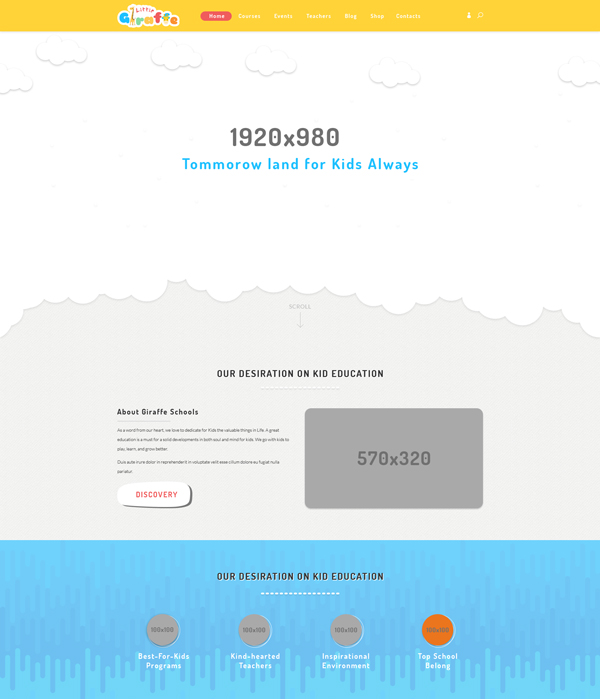 Little
Giraffe
Home Courses Events Teachers Blog Shop Contacts
1920x980
Tommorow land for Kids Always
SCROLL
OUR DESIRATION ON KID EDUCATION
About Giraffe Schools
As a word from our heart, we love to dedicate for Kids the valuable things in Life. A great
education is a must for a solid developments in both soul and mind for kids. We go with kids to
play, learn, and grow better.
Duis aute irure dolor in reprehenderit in voluptate velit esse cillum dolore eu fugiat nulla
pariatur.
DISCOVERY
570x320
OUR DESIRATION ON KID EDUCATION
100x100 100x100 100x100 100x100
Best-For-Kids
Programs
Kind-hearted
Teachers
Inspirational
Environment
Top School
Belong